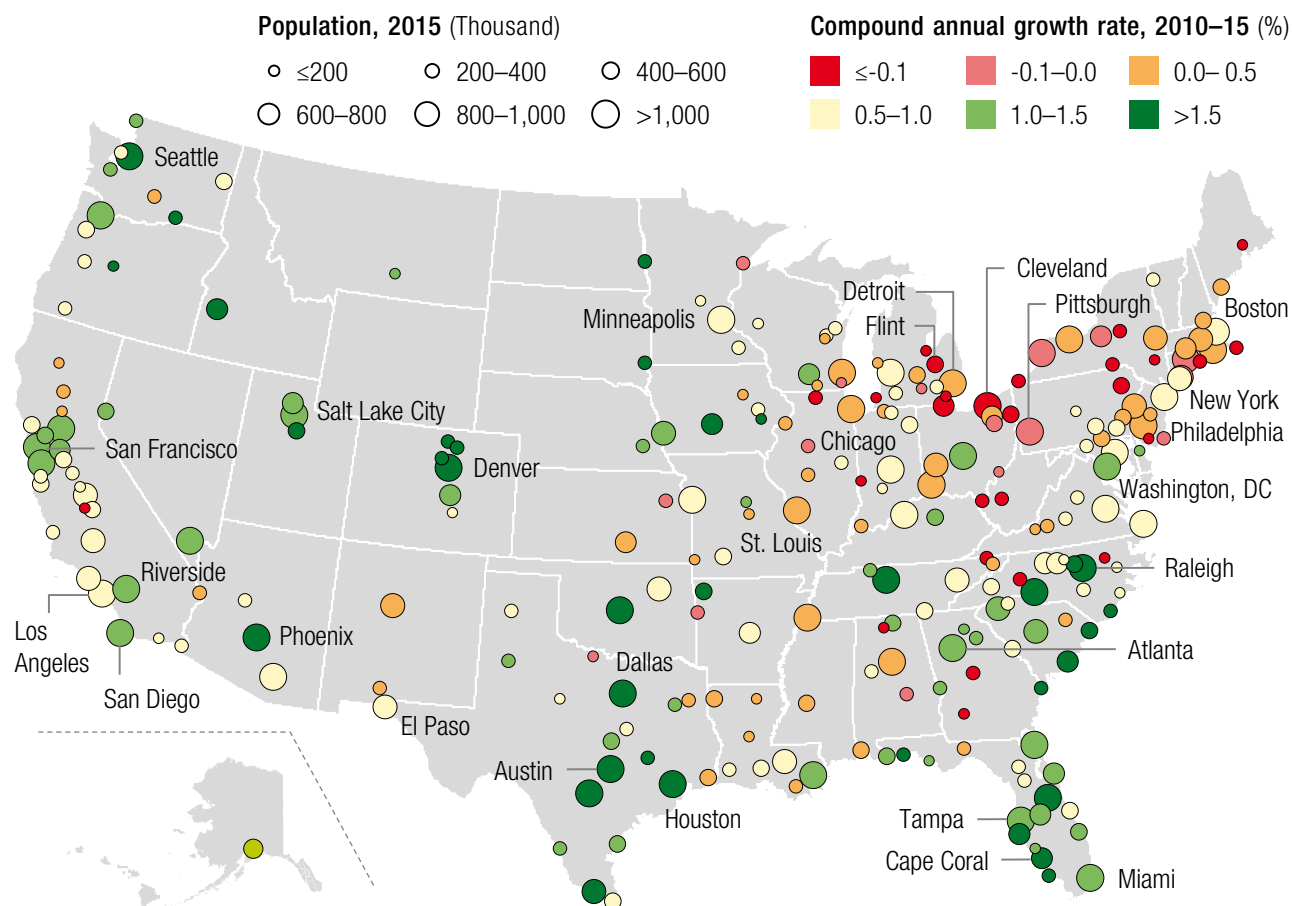 Population, 2015 (Thousand)
Compound annual growth rate, 2010–15 (%)
≤200
200–400
400–600
≤-0.1
-0.1–0.0
0.0– 0.5
600–800
800–1,000
>1,000
0.5–1.0
1.0–1.5
>1.5
Seattle
Cleveland
Detroit
Pittsburgh
Boston
Minneapolis
Flint
New York
Salt Lake City
Philadelphia
San Francisco
Chicago
Denver
Washington, DC
St. Louis
Riverside
Raleigh
Los
Angeles
Phoenix
Dallas
Atlanta
San Diego
El Paso
Austin
Houston
Tampa
Cape Coral
Miami